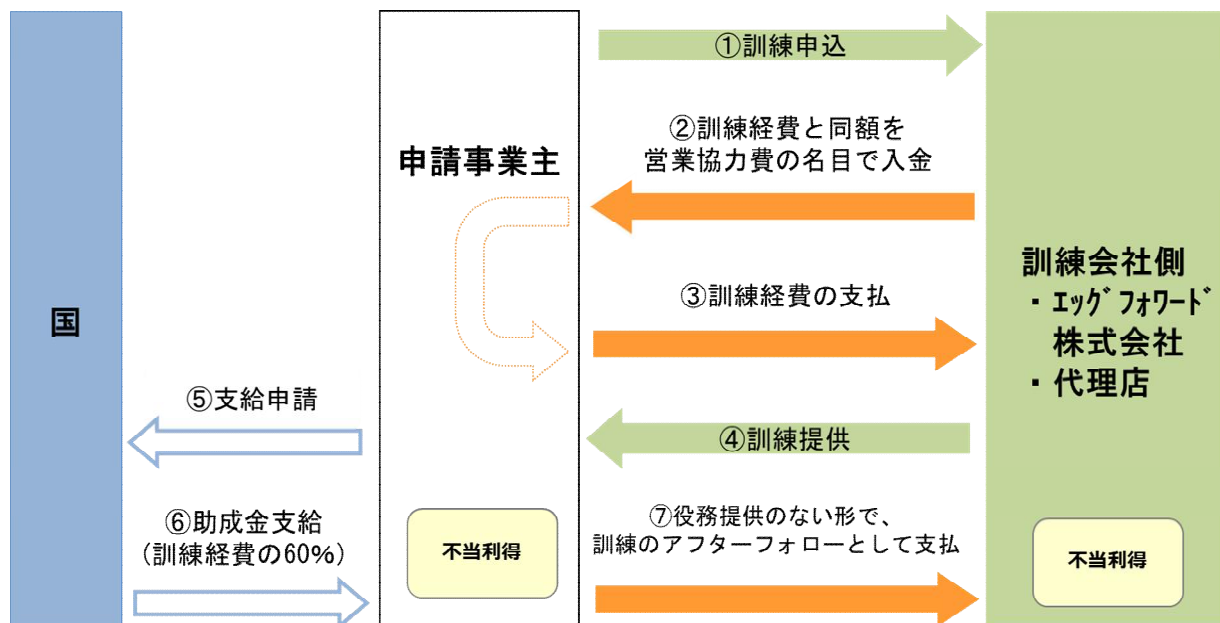 ①訓練申込
②訓練経費と同額を
営業協力費の名目で入金
申請事業主
訓練会社側
・ｴｯｸﾞﾌｫﾜｰﾄﾞ
株式会社
・代理店
国
③訓練経費の支払
⑤支給申請
④訓練提供
⑥助成金支給
(訓練経費の60%)
不当利得
⑦役務提供のない形で、
訓練のアフターフォローとして支払
不当利得